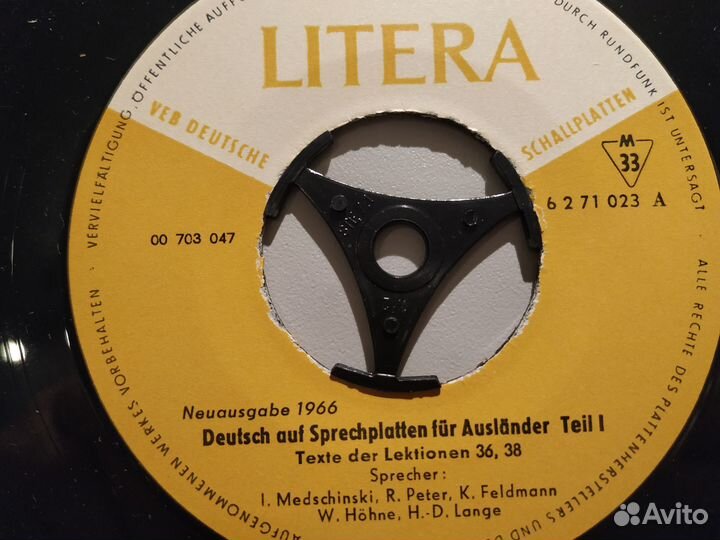 LITERA
VEB DEUTSCHE SCHALLPLATTEN
M
33
6 2 71 023 A
00 703 047
Neuausgabe 1966
Deutsch auf Sprechplatten für Ausländer Teil I
Texte der Lektionen 36, 38
Sprecher:
I. Medschinski, R. Peter, K. Feldmann
W. Höhne, H.-D. Lange
ALLE RECHTE DES PLATTENHERSTELLERS UND
AUFGENOMMENEN WERKES VORBEHALTEN · VERVIELFÄLTIGUNG, ÖFFENTLICHE
DURCH RUNDFUNK IST UNTERSAGT ·
Avito